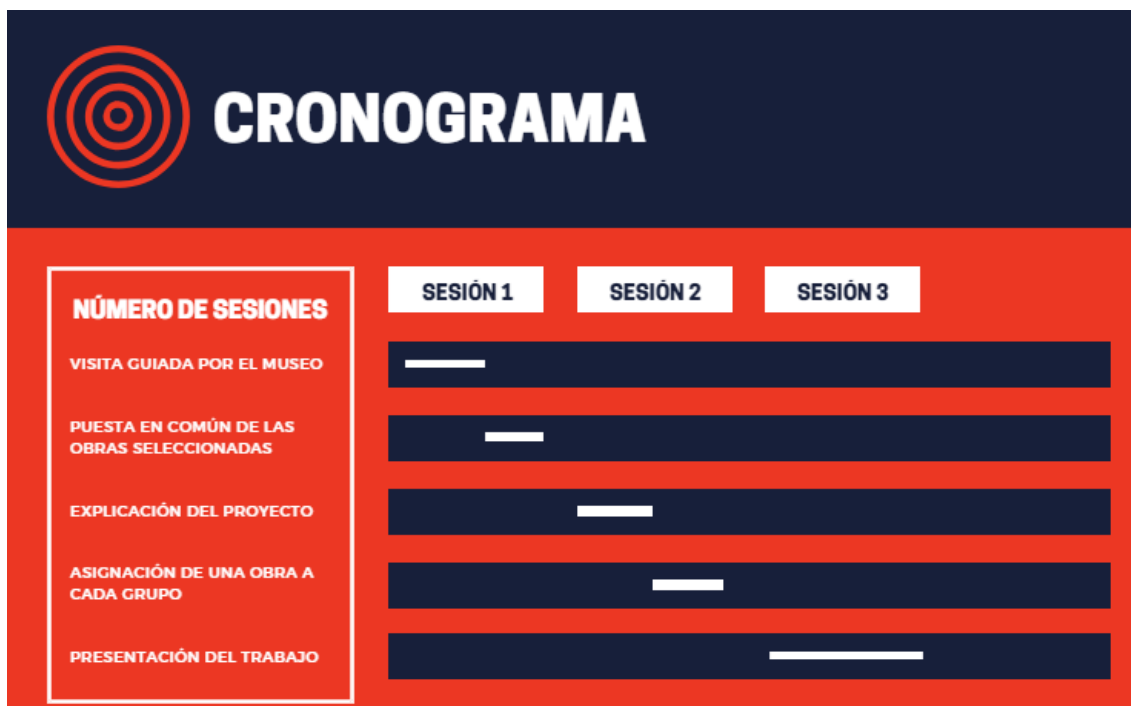 CRONOGRAMA
NÚMERO DE SESIONES
SESIÓN 1
SESIÓN 2
SESIÓN 3
VISITA GUIADA POR EL MUSEO
PUESTA EN COMÚN DE LAS
OBRAS SELECCIONADAS
EXPLICACIÓN DEL PROYECTO
ASIGNACIÓN DE UNA OBRA A
CADA GRUPO
PRESENTACIÓN DEL TRABAJO